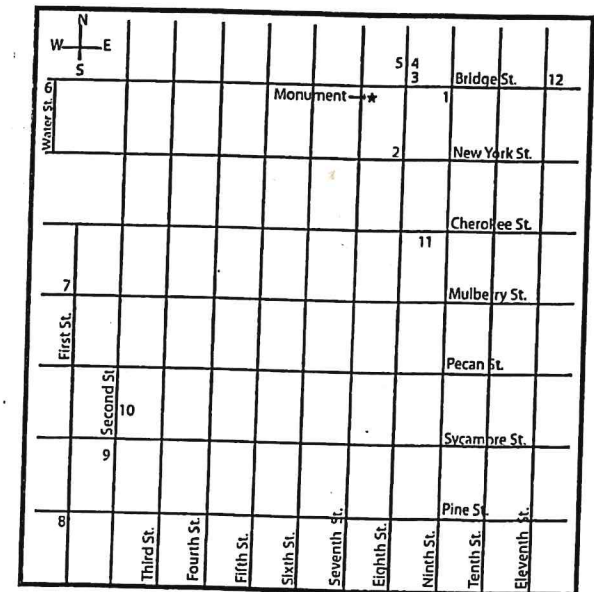 N
W E
S
5 4
3
Bridge St. 12
6
Monument
1
Water St.
2 New York St.
Cherokee St.
11
7
Mulberry St.
First St.
Pecan St.
Second St
10
Sycamore St.
9
Pine St.
8
Third St.
Fourth St.
Fifth St.
Sixth St.
Seventh St.
Eighth St.
Ninth St.
Tenth St.
Eleventh St.